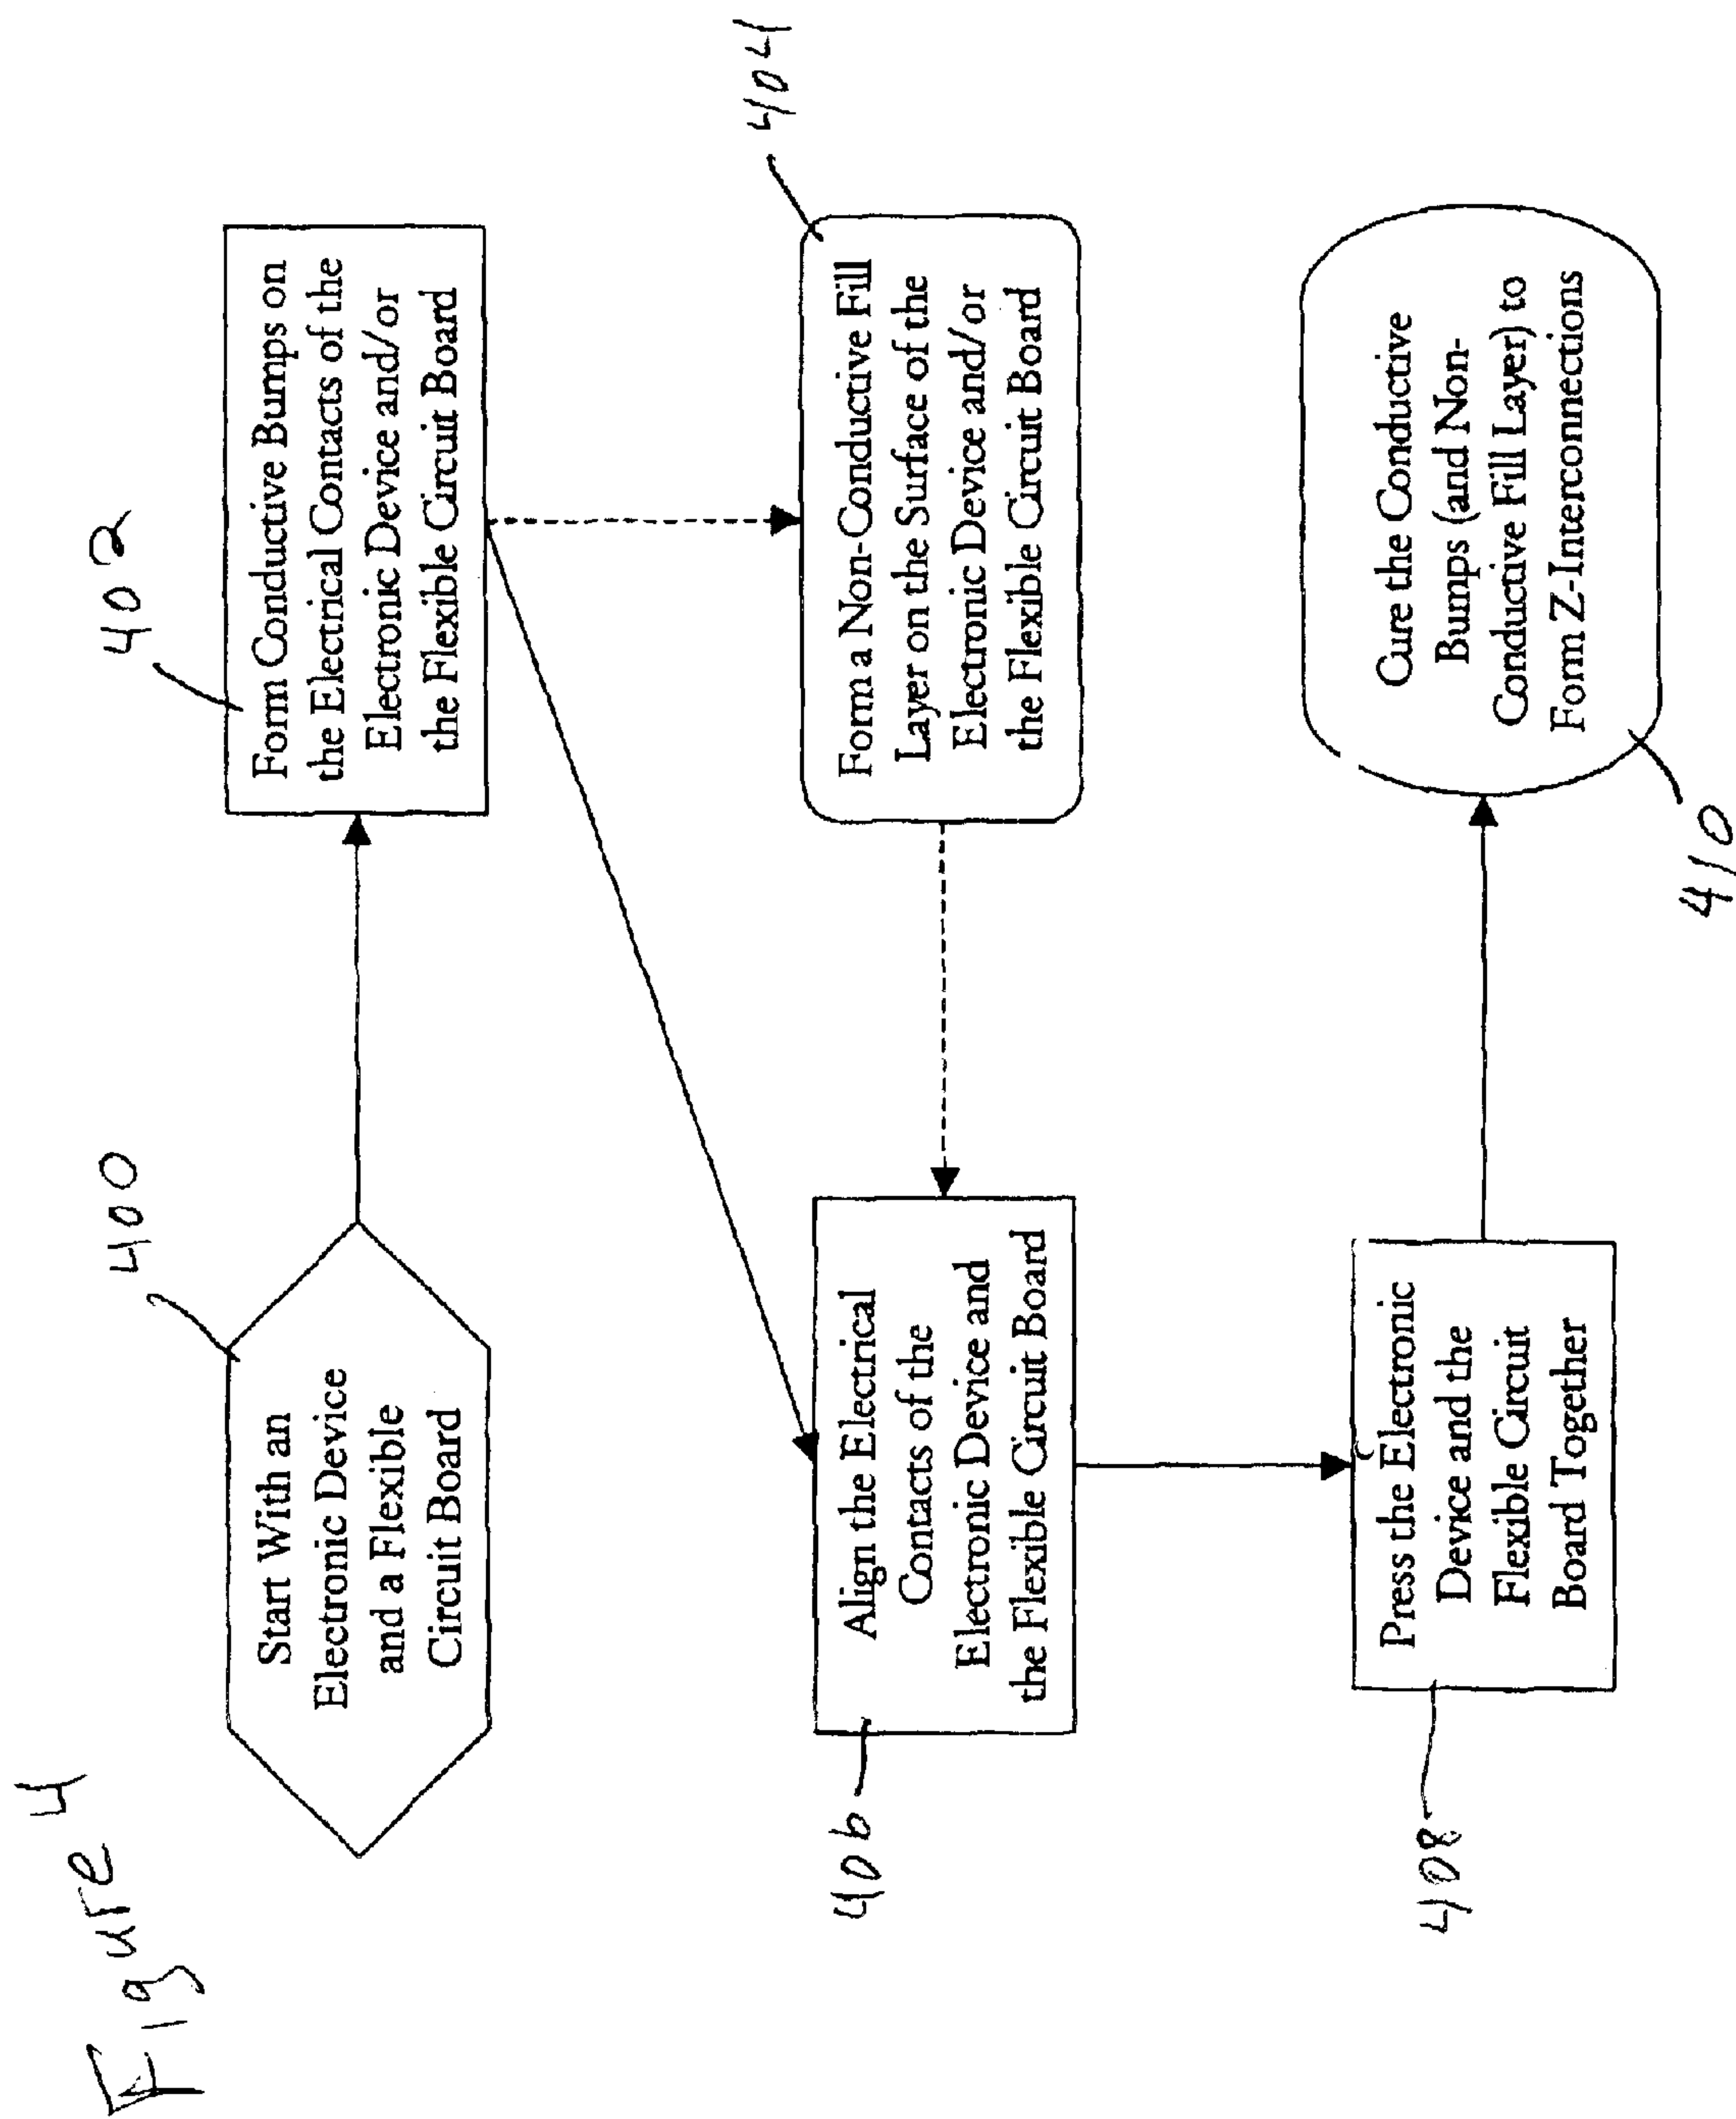 Figure 4
400
Start With an
Electronic Device
and a Flexible
Circuit Board
402
Form Conductive Bumps on
the Electrical Contacts of the
Electronic Device and/or
the Flexible Circuit Board
404
Form a Non-Conductive Fill
Layer on the Surface of the
Electronic Device and/or
the Flexible Circuit Board
406
Align the Electrical
Contacts of the
Electronic Device and
the Flexible Circuit Board
408
Press the Electronic
Device and the
Flexible Circuit
Board Together
410
Cure the Conductive
Bumps (and Non-
Conductive Fill Layer) to
Form Z-Interconnections